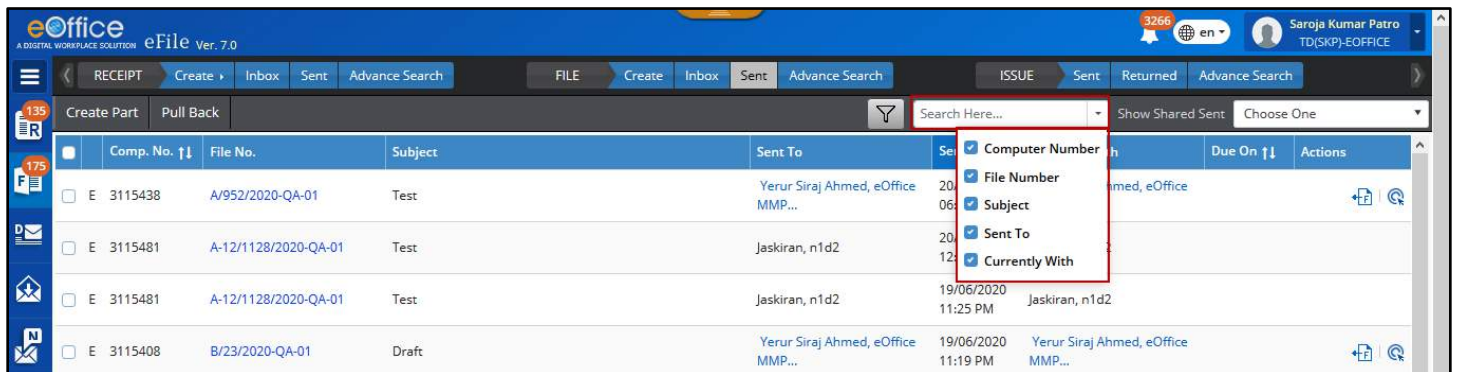 eOffice
A DIGITAL WORKPLACE SOLUTION eFile Ver. 7.0
3266 en Saroja Kumar Patro
TD(SKP)-EOFFICE
RECEIPT Create Inbox Sent Advance Search FILE Create Inbox Sent Advance Search ISSUE Sent Returned Advance Search
135 R Create Part Pull Back Search Here... Show Shared Sent Choose One
175 F Comp. No. File No. Subject Sent To Due On Actions
Computer Number
File Number
Subject
Sent To
Currently With
E 3115438 A/952/2020-QA-01 Test Yerur Siraj Ahmed, eOffice
MMP...
D E 3115481 A-12/1128/2020-QA-01 Test Jaskiran, n1d2
E 3115481 A-12/1128/2020-QA-01 Test Jaskiran, n1d2 19/06/2020
11:25 PM Jaskiran, n1d2
N E 3115408 B/23/2020-QA-01 Draft Yerur Siraj Ahmed, eOffice 19/06/2020 Yerur Siraj Ahmed, eOffice
MMP... 11:19 PM MMP...